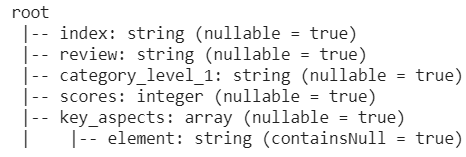 root
 |-- index: string (nullable = true)
 |-- review: string (nullable = true)
 |-- category_level_1: string (nullable = true)
 |-- scores: integer (nullable = true)
 |-- key_aspects: array (nullable = true)
 |    |-- element: string (containsNull = true)